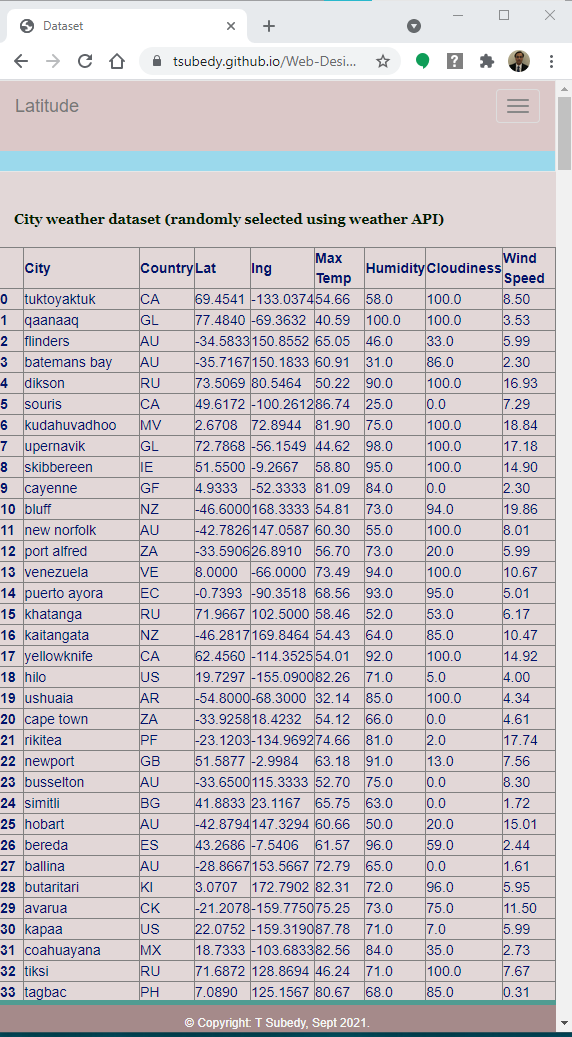 Dataset
tsubedy.github.io/Web-Desi...
Latitude
City weather dataset (randomly selected using weather API)
City Country Lat lng Max Temp Humidity Cloudiness Wind Speed
0 tuktoyaktuk CA 69.4541 -133.0374 54.66 58.0 100.0 8.50
1 qaanaaq GL 77.4840 -69.3632 40.59 100.0 100.0 3.53
2 flinders AU -34.5833 150.8552 65.05 46.0 33.0 5.99
3 batemans bay AU -35.7167 150.1833 60.91 31.0 86.0 2.30
4 dikson RU 73.5069 80.5464 50.22 90.0 100.0 16.93
5 souris CA 49.6172 -100.2612 86.74 25.0 0.0 7.29
6 kudahuvadhoo MV 2.6708 72.8944 81.90 75.0 100.0 18.84
7 upernavik GL 72.7868 -56.1549 44.62 98.0 100.0 17.18
8 skibbereen IE 51.5500 -9.2667 58.80 95.0 100.0 14.90
9 cayenne GF 4.9333 -52.3333 81.09 84.0 0.0 2.30
10 bluff NZ -46.6000 168.3333 54.81 73.0 94.0 19.86
11 new norfolk AU -42.7826 147.0587 60.30 55.0 100.0 8.01
12 port alfred ZA -33.5906 26.8910 56.70 73.0 20.0 5.99
13 venezuela VE 8.0000 -66.0000 73.49 94.0 100.0 10.67
14 puerto ayora EC -0.7393 -90.3518 68.56 93.0 95.0 5.01
15 khatanga RU 71.9667 102.5000 58.46 52.0 53.0 6.17
16 kaitangata NZ -46.2817 169.8464 54.43 64.0 85.0 10.47
17 yellowknife CA 62.4560 -114.3525 54.01 92.0 100.0 14.92
18 hilo US 19.7297 -155.0900 82.26 71.0 5.0 4.00
19 ushuaia AR -54.8000 -68.3000 32.14 85.0 100.0 4.34
20 cape town ZA -33.9258 18.4232 54.12 66.0 0.0 4.61
21 rikitea PF -23.1203 -134.9692 74.66 81.0 2.0 17.74
22 newport GB 51.5877 -2.9984 63.18 91.0 13.0 7.56
23 busselton AU -33.6500 115.3333 52.70 75.0 0.0 8.30
24 simitli BG 41.8833 23.1167 65.75 63.0 0.0 1.72
25 hobart AU -42.8794 147.3294 60.66 50.0 20.0 15.01
26 bereda ES 43.2686 -7.5406 61.57 96.0 59.0 2.44
27 ballina AU -28.8667 153.5667 72.79 65.0 0.0 1.61
28 butaritari KI 3.0707 172.7902 82.31 72.0 96.0 5.95
29 avarua CK -21.2078 -159.7750 75.25 73.0 75.0 11.50
30 kapaa US 22.0752 -159.3190 87.78 71.0 7.0 5.99
31 coahuayana MX 18.7333 -103.6833 82.56 84.0 35.0 2.73
32 tiksi RU 71.6872 128.8694 46.24 71.0 100.0 7.67
33 tagbac PH 7.0890 125.1567 80.67 68.0 85.0 0.31
© Copyright: T Subedy, Sept 2021.